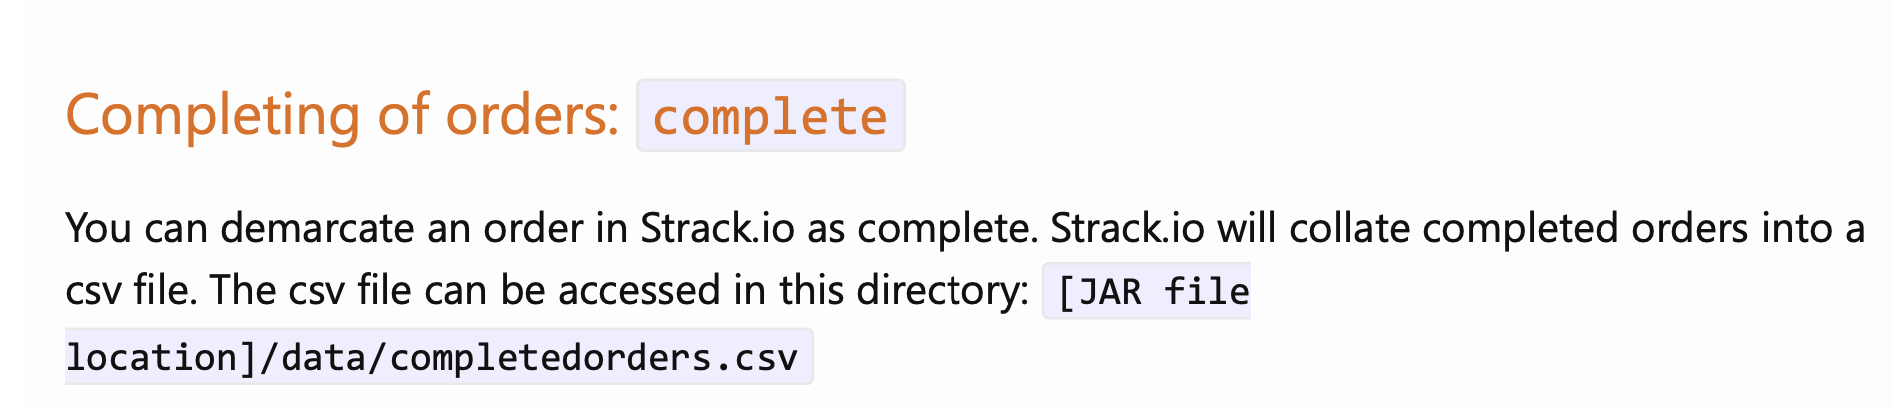 Completing of orders: complete
You can demarcate an order in Strack.io as complete. Strack.io will collate completed orders into a
csv file. The csv file can be accessed in this directory: [JAR file
location]/data/completedorders.csv